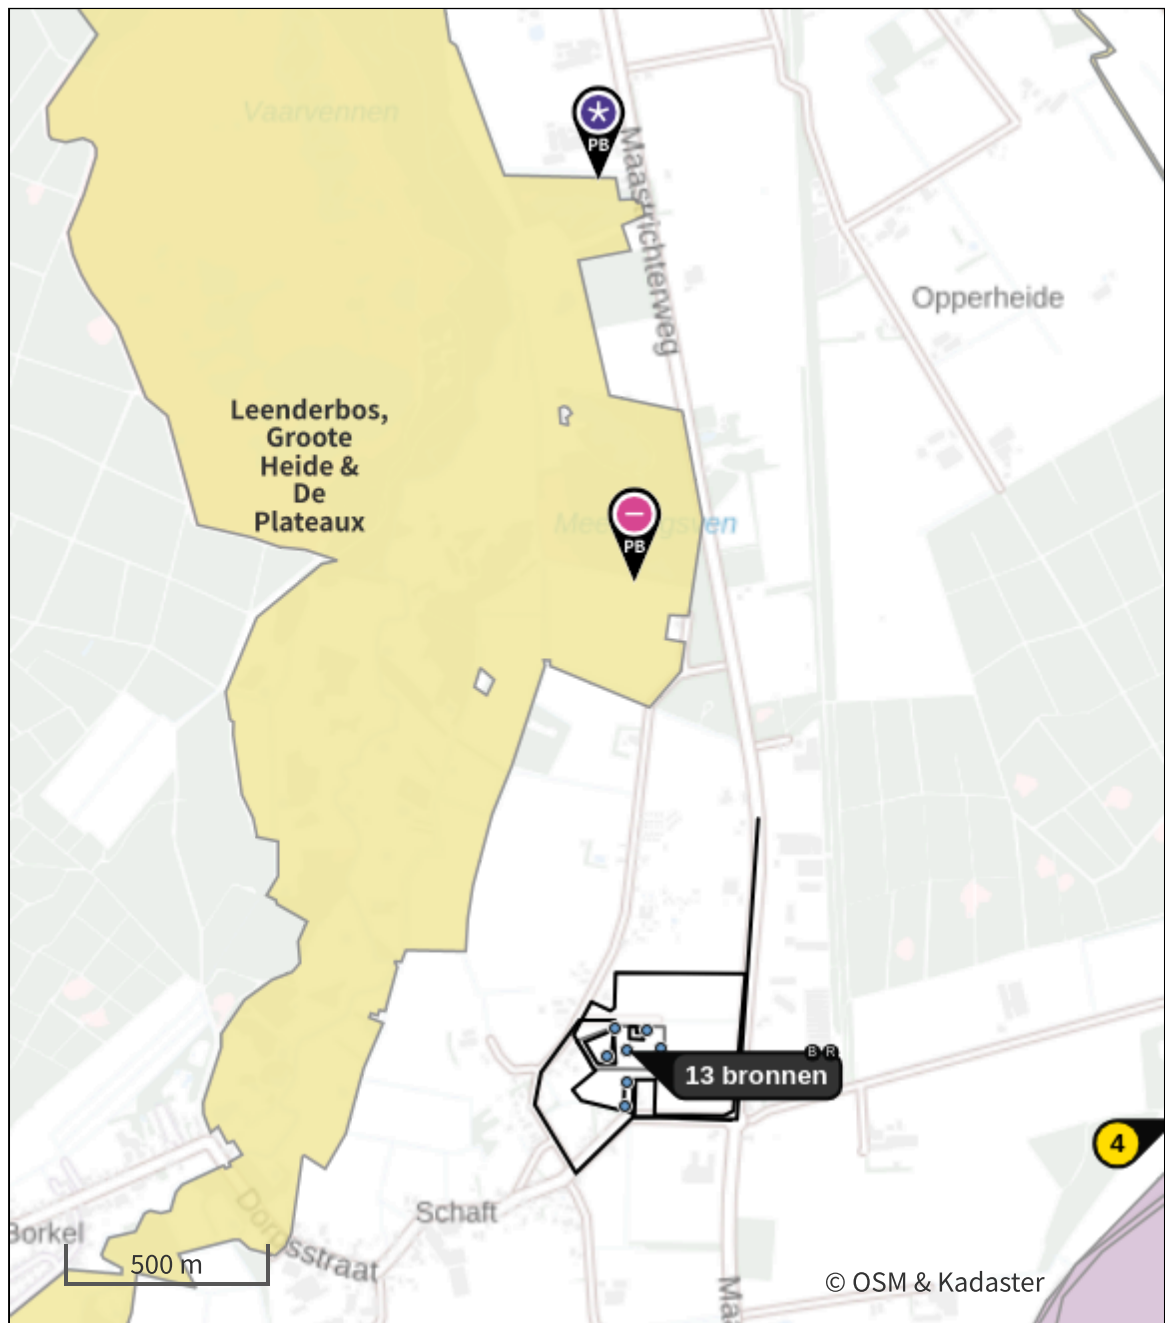 Vaarvennen
*
PB
Maastrichterweg
Opperheide
Leenderbos,
Groote
Heide &
De
Plateaux
PB
B R
13 bronnen
4
Schaft
Borkel
Dorpsstraat
500 m
© OSM & Kadaster
Maa